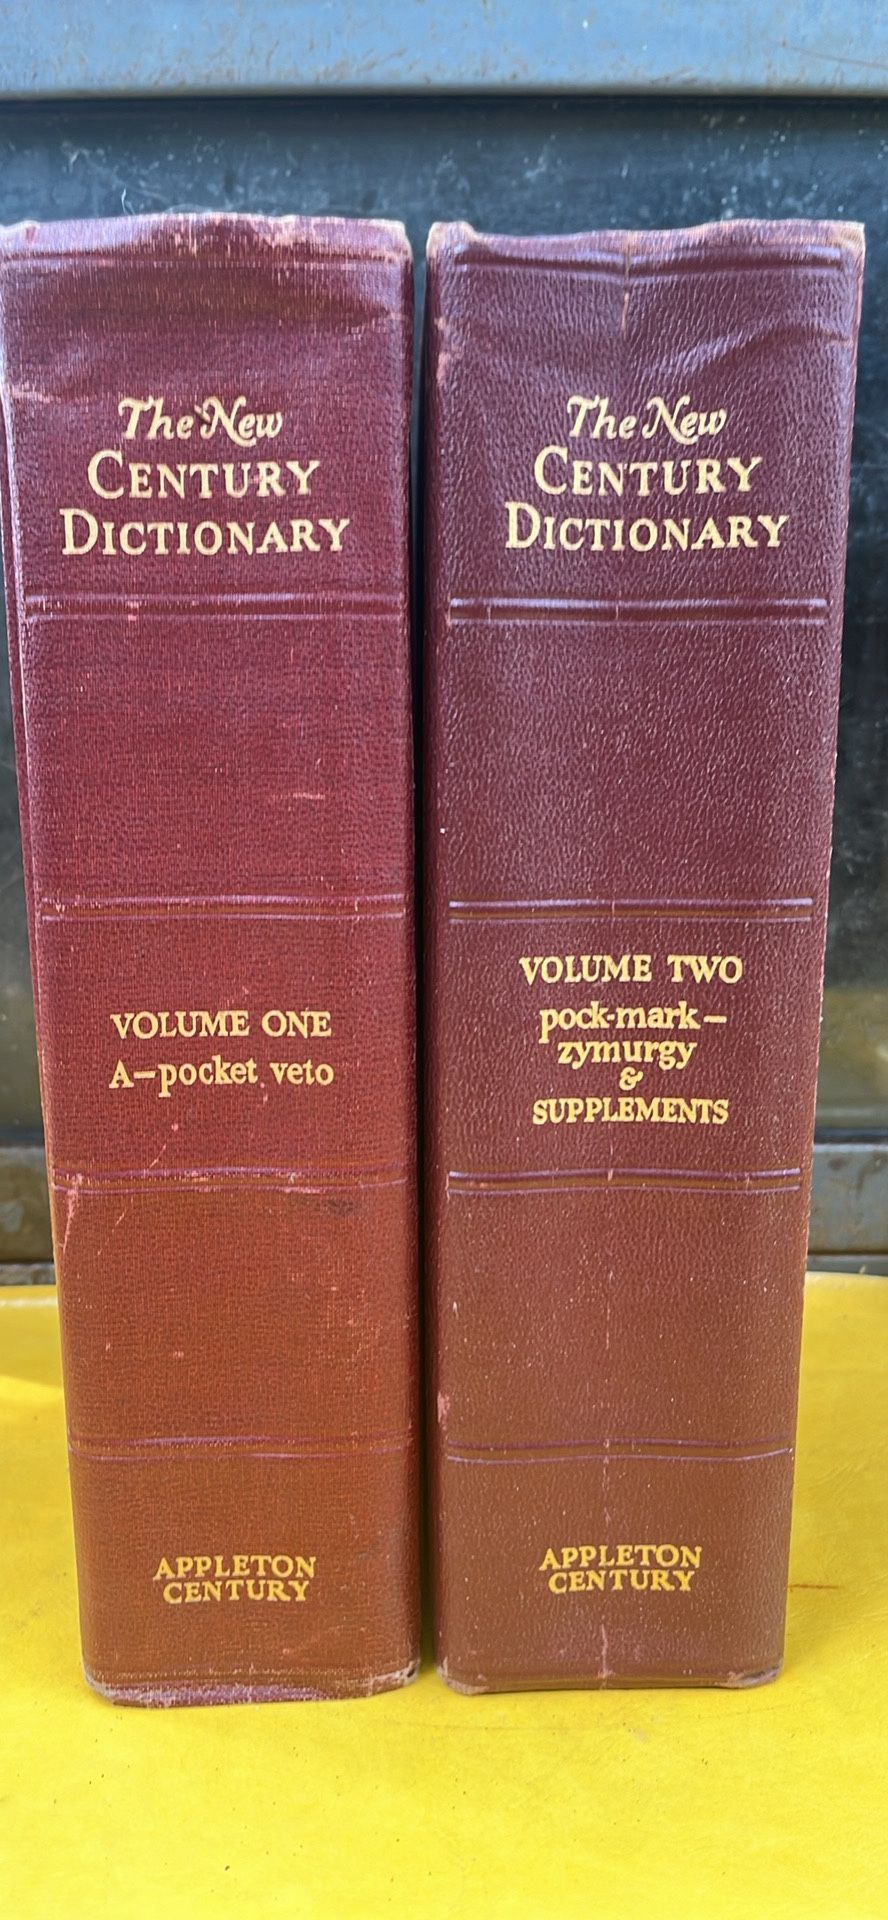 The New
CENTURY
DICTIONARY
VOLUME ONE
A–pocket veto
APPLETON
CENTURY
The New
CENTURY
DICTIONARY
VOLUME TWO
pock-mark–
zymurgy
&
SUPPLEMENTS
APPLETON
CENTURY